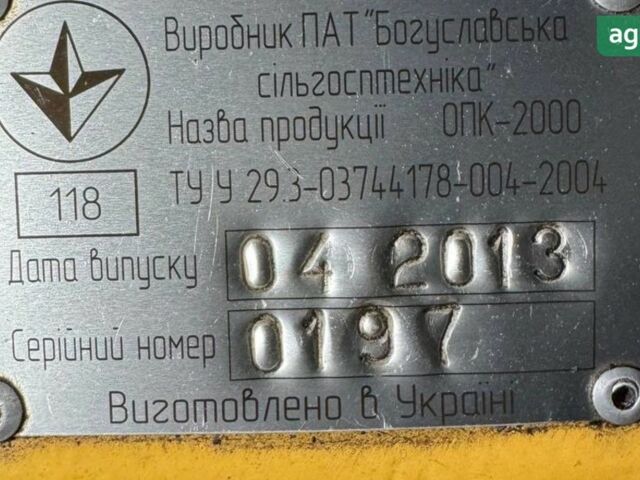 Виробник ПАТ "Богуславська
сільгосптехніка"
Назва продукції ОПК-2000
118
ТУ У 29.3-03744178-004-2004
Дата випуску 04 2013
Серійний номер 0197
Виготовлено в Україні
ag